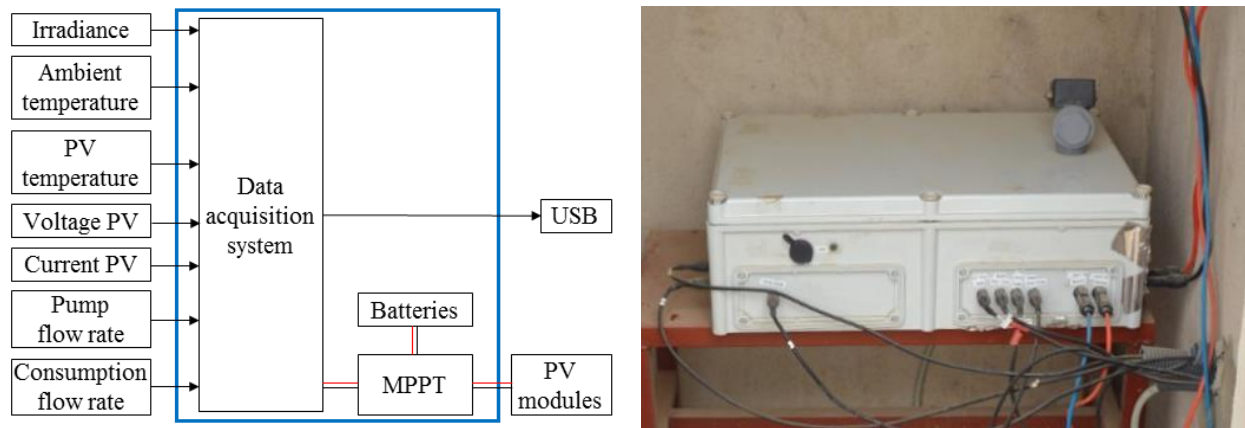 Irradiance
Ambient
temperature
PV
temperature
Voltage PV
Current PV
Pump
flow rate
Consumption
flow rate
Data
acquisition
system
USB
Batteries
MPPT
PV
modules